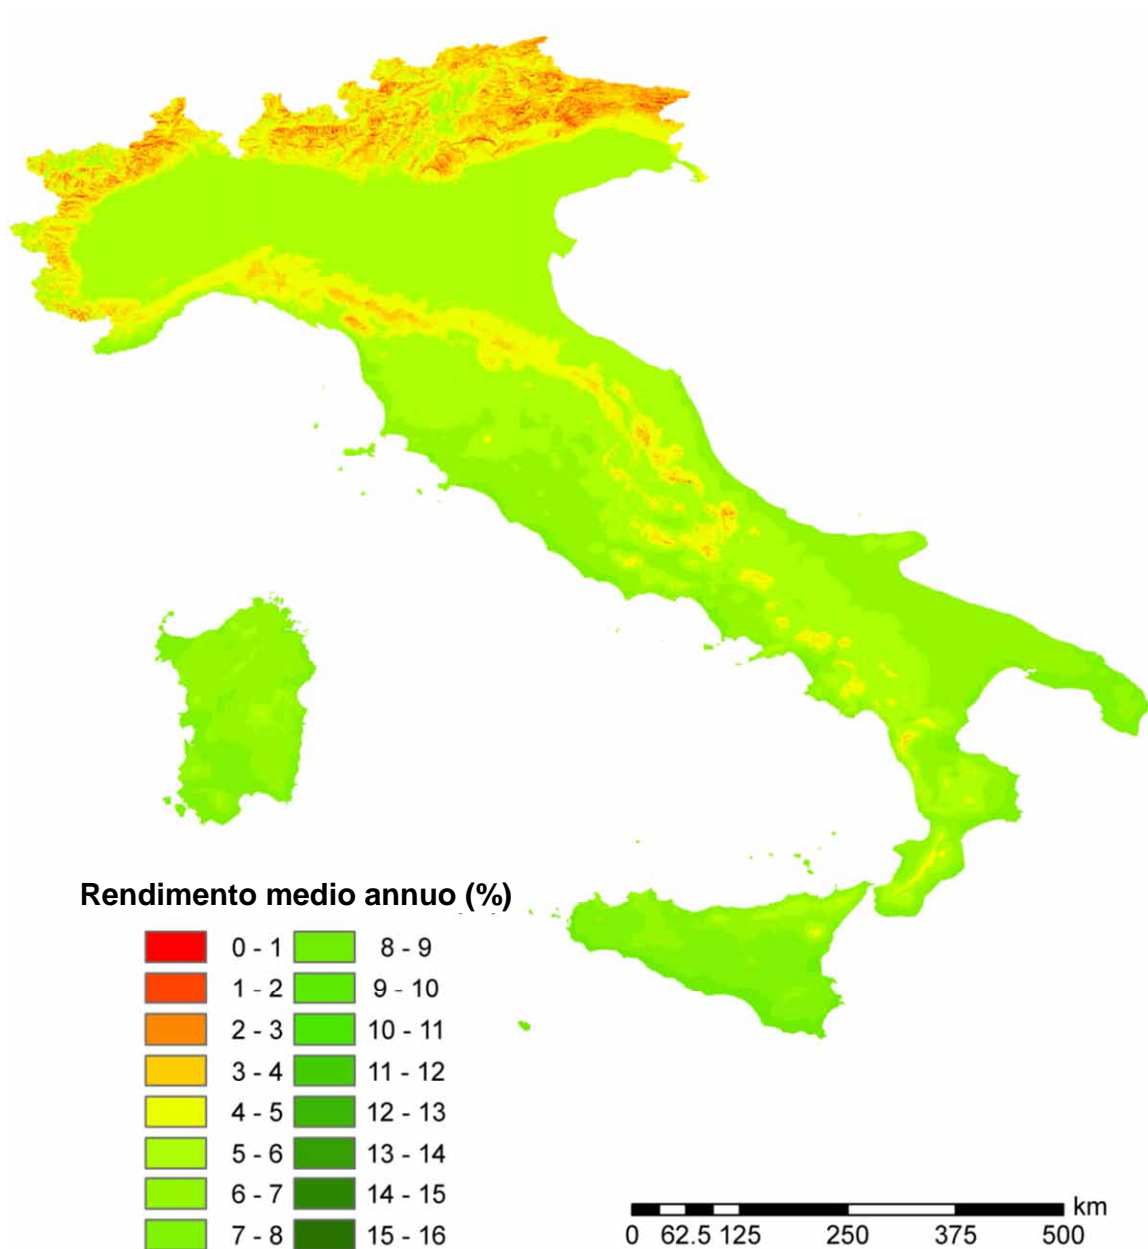 Rendimento medio annuo (%)
0 - 1 8 - 9
1 - 2 9 - 10
2 - 3 10 - 11
3 - 4 11 - 12
4 - 5 12 - 13
5 - 6 13 - 14
6 - 7 14 - 15
7 - 8 15 - 16
km
0 62.5 125 250 375 500